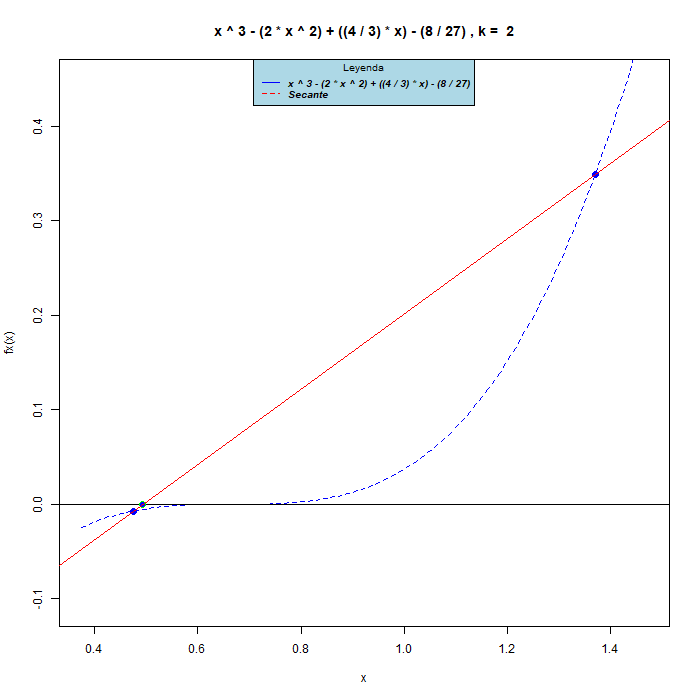 x ^ 3 - (2 * x ^ 2) + ((4 / 3) * x) - (8 / 27) , k = 2
Leyenda
x ^ 3 - (2 * x ^ 2) + ((4 / 3) * x) - (8 / 27)
Secante
fx(x)
0.4
0.3
0.2
0.1
0.0
-0.1
0.4 0.6 0.8 1.0 1.2 1.4
x